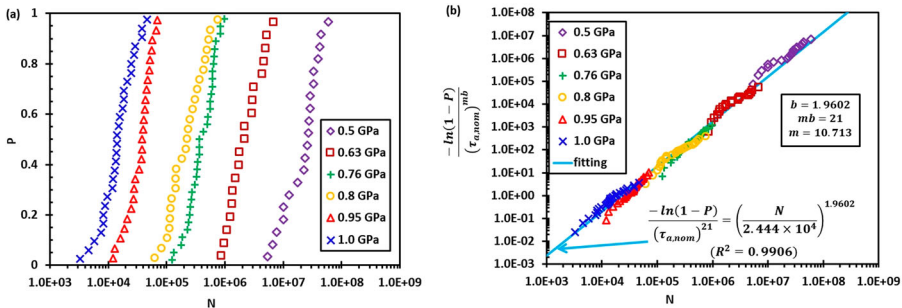 (a)
1
0.8
0.6
0.4
0.2
0
P
1.0E+03 1.0E+04 1.0E+05 1.0E+06 1.0E+07 1.0E+08 1.0E+09
N
0.5 GPa
0.63 GPa
0.76 GPa
0.8 GPa
0.95 GPa
1.0 GPa
(b)
1.0E+08
1.0E+07
1.0E+06
1.0E+05
1.0E+04
1.0E+03
1.0E+02
1.0E+01
1.0E+00
1.0E-01
1.0E-02
1.0E-03
−ln(1 − P)
(τa,nom)^mb
0.5 GPa
0.63 GPa
0.76 GPa
0.8 GPa
0.95 GPa
1.0 GPa
fitting
b = 1.9602
mb = 21
m = 10.713
−ln(1 − P) / (τa,nom)^21 = (N / 2.444 × 10^4)^1.9602
(R^2 = 0.9906)
1.0E+03 1.0E+04 1.0E+05 1.0E+06 1.0E+07 1.0E+08 1.0E+09
N